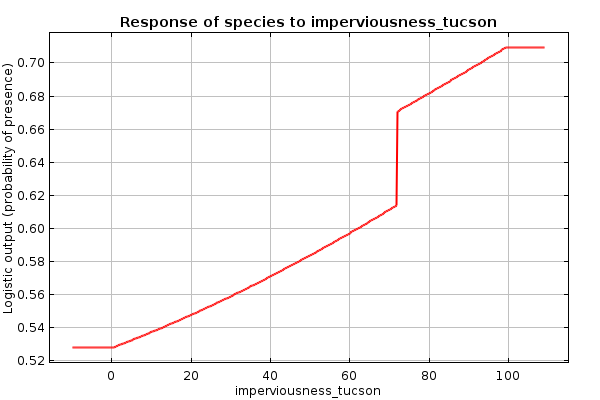 Response of species to imperviousness_tucson
Logistic output (probability of presence)
0.70
0.68
0.66
0.64
0.62
0.60
0.58
0.56
0.54
0.52
0 20 40 60 80 100
imperviousness_tucson